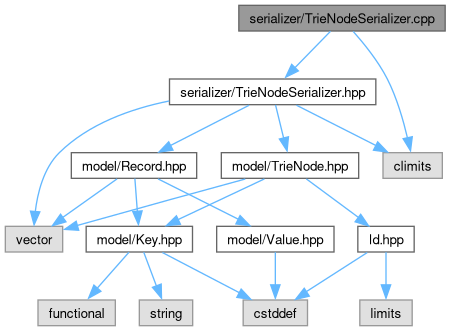 serializer/TrieNodeSerializer.cpp
serializer/TrieNodeSerializer.hpp
model/Record.hpp
model/TrieNode.hpp
climits
vector
model/Key.hpp
model/Value.hpp
Id.hpp
functional
string
cstddef
limits